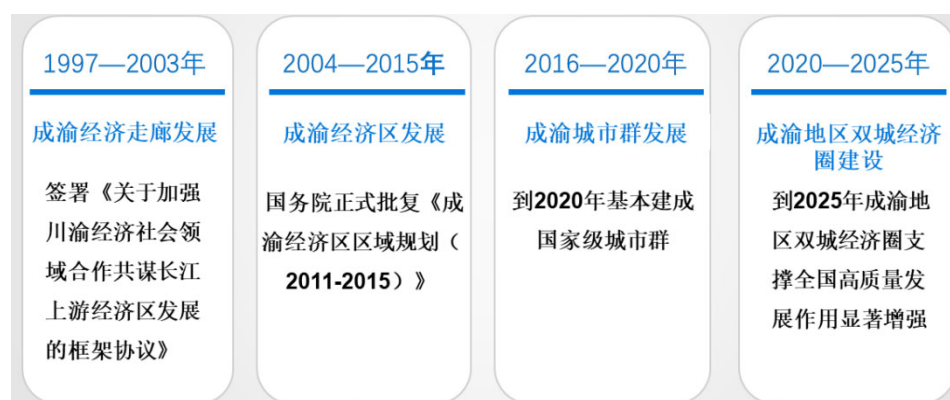 1997—2003年
成渝经济走廊发展
签署《关于加强
川渝经济社会领
域合作共谋长江
上游经济区发展
的框架协议》
2004—2015年
成渝经济区发展
国务院正式批复《成
渝经济区区域规划（
2011-2015）》
2016—2020年
成渝城市群发展
到2020年基本建成
国家级城市群
2020—2025年
成渝地区双城经济
圈建设
到2025年成渝地
区双城经济圈支
撑全国高质量发
展作用显著增强